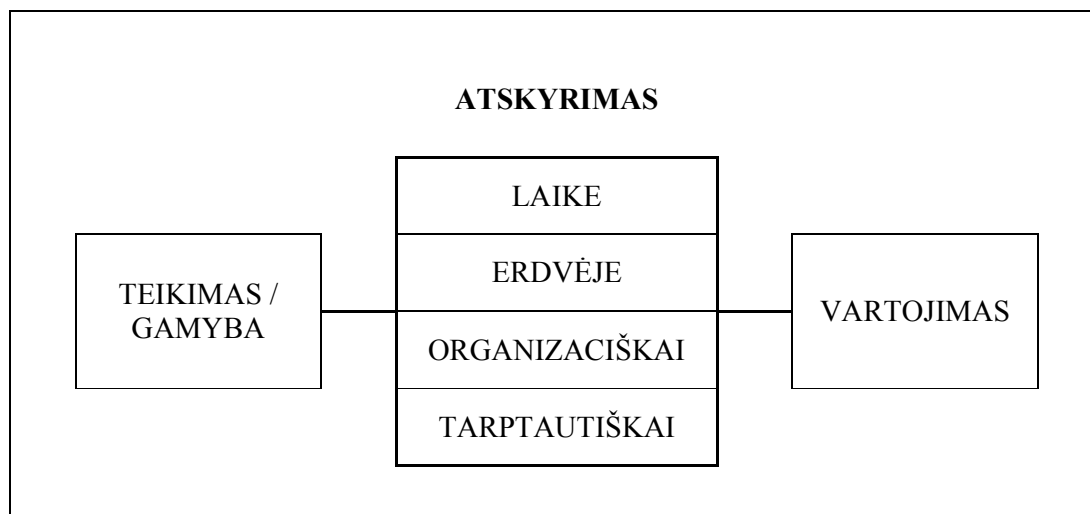 ATSKYRIMAS
LAIKE
ERDVĖJE
ORGANIZACIŠKAI
TARPTAUTIŠKAI
TEIKIMAS /
GAMYBA
VARTOJIMAS